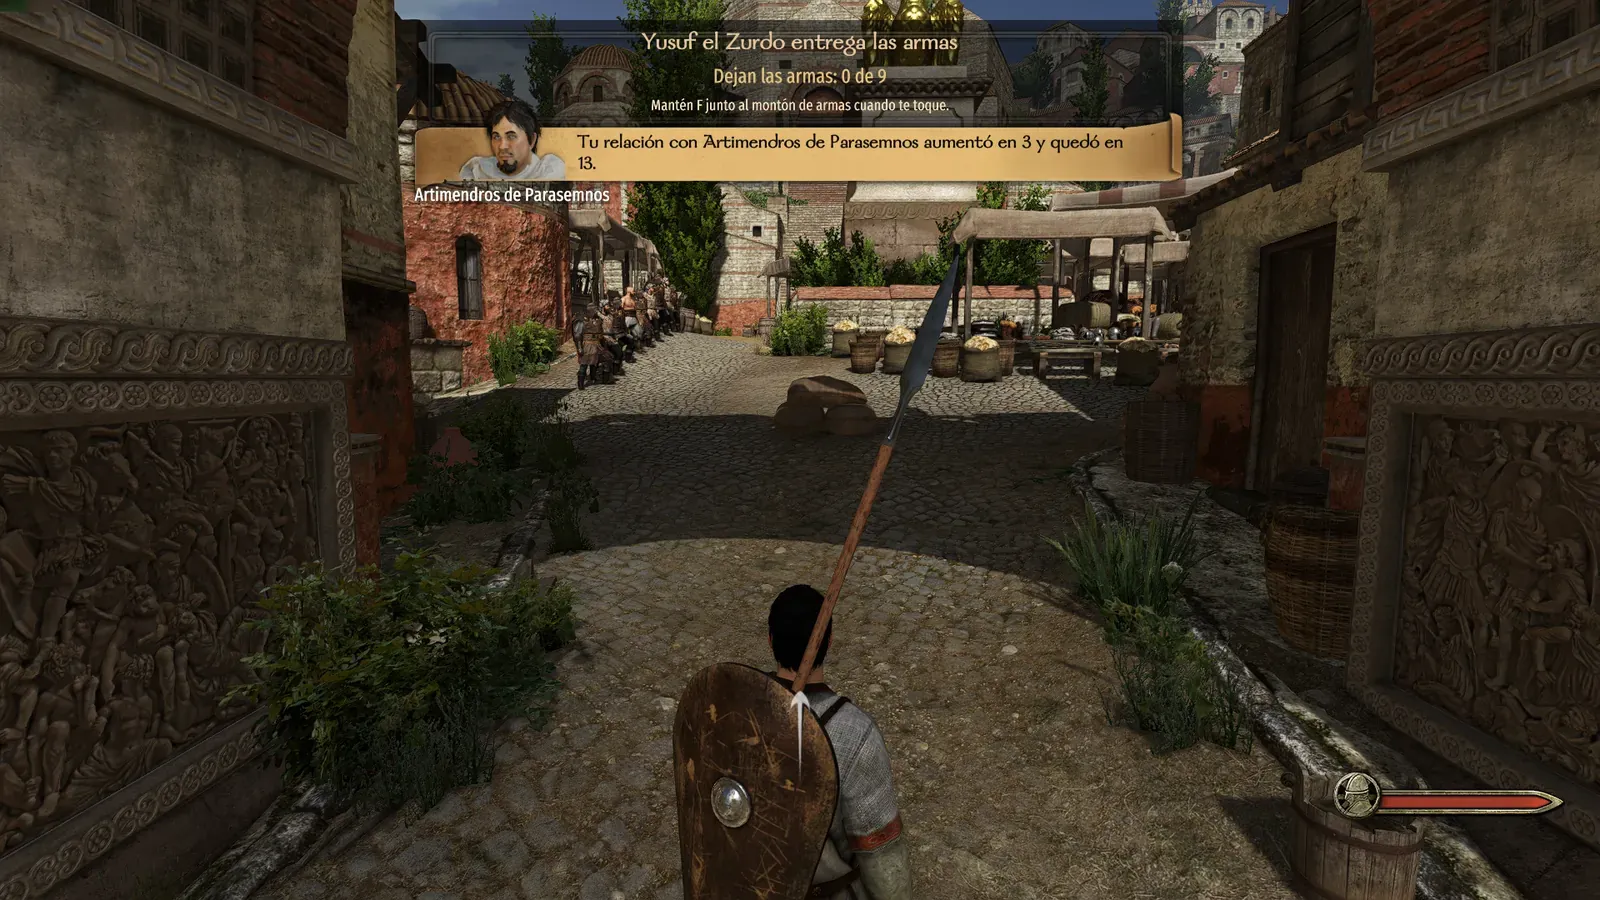 Yusuf el Zurdo entrega las armas
Dejan las armas: 0 de 9
Mantén F junto al montón de armas cuando te toque.
Tu relación con Artimendros de Parasemnos aumentó en 3 y quedó en
13.
Artimendros de Parasemnos